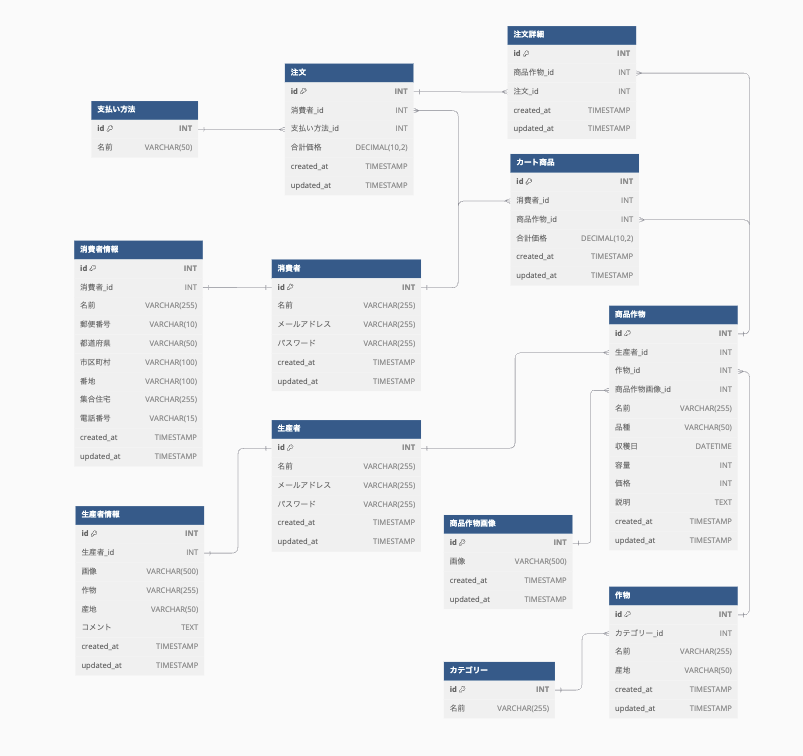 注文詳細
id INT
商品作物_id INT
注文_id INT
created_at TIMESTAMP
updated_at TIMESTAMP
注文
id INT
消費者_id INT
支払い方法_id INT
合計価格 DECIMAL(10,2)
created_at TIMESTAMP
updated_at TIMESTAMP
支払い方法
id INT
名前 VARCHAR(50)
カート商品
id INT
消費者_id INT
商品作物_id INT
合計価格 DECIMAL(10,2)
created_at TIMESTAMP
updated_at TIMESTAMP
消費者情報
id INT
消費者_id INT
名前 VARCHAR(255)
郵便番号 VARCHAR(10)
都道府県 VARCHAR(50)
市区町村 VARCHAR(100)
番地 VARCHAR(100)
集合住宅 VARCHAR(255)
電話番号 VARCHAR(15)
created_at TIMESTAMP
updated_at TIMESTAMP
消費者
id INT
名前 VARCHAR(255)
メールアドレス VARCHAR(255)
パスワード VARCHAR(255)
created_at TIMESTAMP
updated_at TIMESTAMP
商品作物
id INT
生産者_id INT
作物_id INT
商品作物画像_id INT
名前 VARCHAR(255)
品種 VARCHAR(50)
収穫日 DATETIME
容量 INT
価格 INT
説明 TEXT
created_at TIMESTAMP
updated_at TIMESTAMP
生産者
id INT
名前 VARCHAR(255)
メールアドレス VARCHAR(255)
パスワード VARCHAR(255)
created_at TIMESTAMP
updated_at TIMESTAMP
生産者情報
id INT
生産者_id INT
画像 VARCHAR(500)
作物 VARCHAR(255)
産地 VARCHAR(50)
コメント TEXT
created_at TIMESTAMP
updated_at TIMESTAMP
商品作物画像
id INT
画像 VARCHAR(500)
created_at TIMESTAMP
updated_at TIMESTAMP
作物
id INT
カテゴリー_id INT
名前 VARCHAR(255)
産地 VARCHAR(50)
created_at TIMESTAMP
updated_at TIMESTAMP
カテゴリー
id INT
名前 VARCHAR(255)